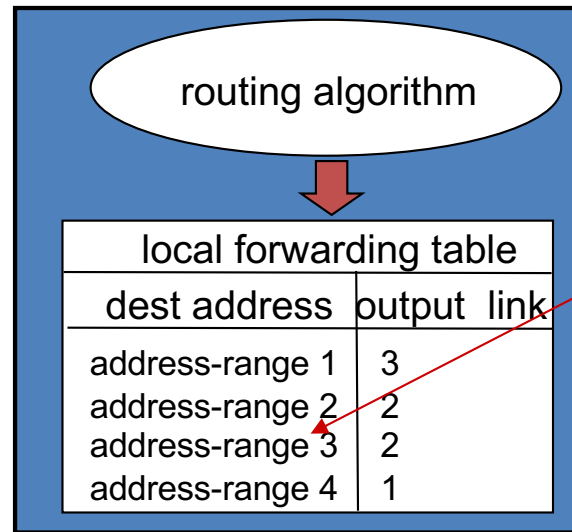 routing algorithm
local forwarding table
dest address output link
address-range 1 3
address-range 2 2
address-range 3 2
address-range 4 1